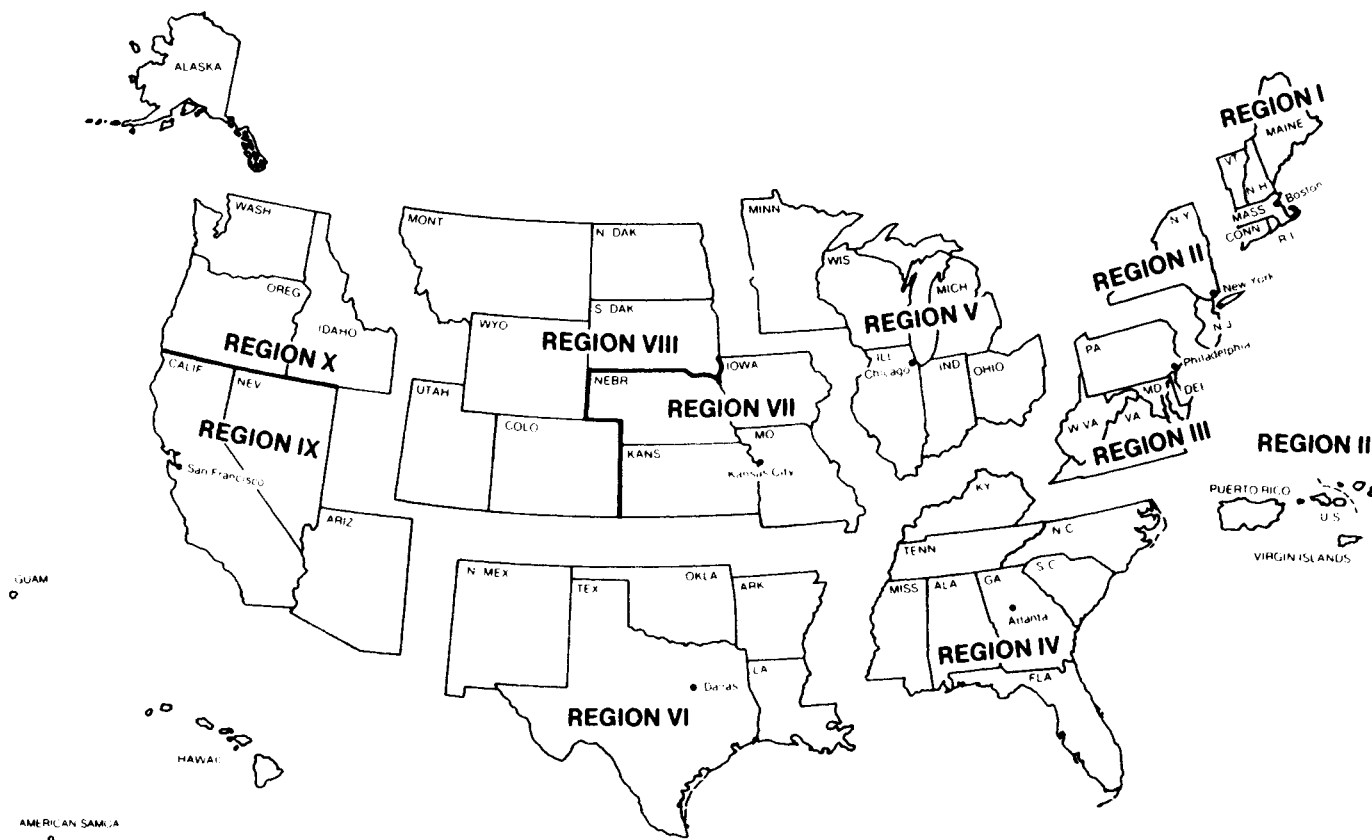 ALASKA
REGION I
MAINE
VT
N H
Boston
MASS
CONN
R I
N Y
REGION II
New York
N J
WASH
OREG
IDAHO
REGION X
MONT
N DAK
S DAK
WYO
REGION VIII
UTAH
COLO
MINN
WIS
MICH
REGION V
ILL
Chicago
IND
OHIO
PA
Philadelphia
MD
DEL
W VA
VA
REGION III
CALIF
NEV
REGION IX
San Francisco
ARIZ
NEBR
IOWA
REGION VII
KANS
MO
Kansas City
REGION II
PUERTO RICO
U.S.
VIRGIN ISLANDS
KY
TENN
N C
S C
MISS
ALA
GA
Atlanta
REGION IV
FLA
N MEX
TEX
OKLA
ARK
LA
Dallas
REGION VI
GUAM
HAWAII
AMERICAN SAMOA